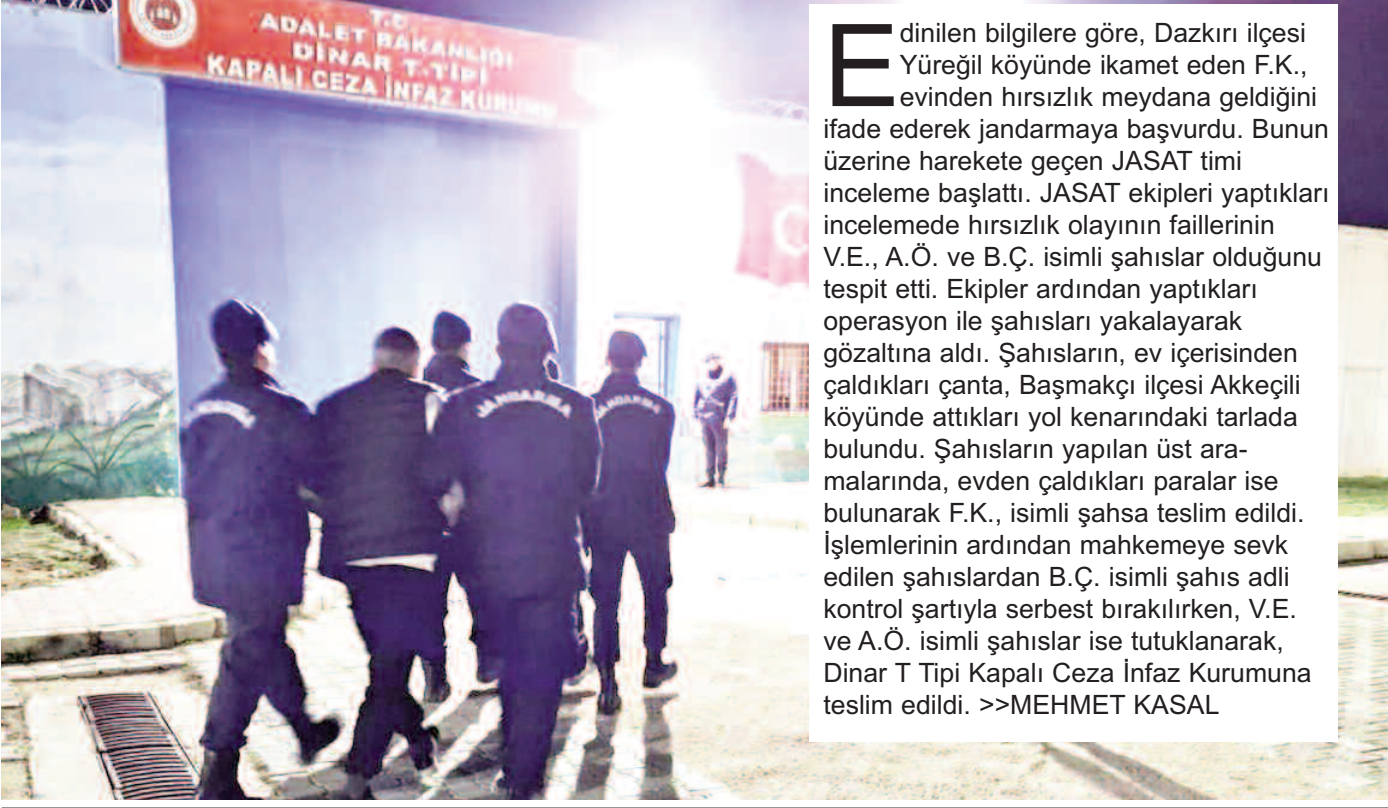 T.C.
ADALET BAKANLIĞI
DİNAR T.TİPİ
KAPALI CEZA İNFAZ KURUMU
JANDARMA
JANDARMA
Edinilen bilgilere göre, Dazkırı ilçesi
Yüreğil köyünde ikamet eden F.K.,
evinden hırsızlık meydana geldiğini
ifade ederek jandarmaya başvurdu. Bunun
üzerine harekete geçen JASAT timi
inceleme başlattı. JASAT ekipleri yaptıkları
incelemede hırsızlık olayının faillerinin
V.E., A.Ö. ve B.Ç. isimli şahıslar olduğunu
tespit etti. Ekipler ardından yaptıkları
operasyon ile şahısları yakalayarak
gözaltına aldı. Şahısların, ev içerisinden
çaldıkları çanta, Başmakçı ilçesi Akkeçili
köyünde attıkları yol kenarındaki tarlada
bulundu. Şahısların yapılan üst ara-
malarında, evden çaldıkları paralar ise
bulunarak F.K., isimli şahsa teslim edildi.
İşlemlerinin ardından mahkemeye sevk
edilen şahıslardan B.Ç. isimli şahıs adli
kontrol şartıyla serbest bırakılırken, V.E.
ve A.Ö. isimli şahıslar ise tutuklanarak,
Dinar T Tipi Kapalı Ceza İnfaz Kurumuna
teslim edildi. >>MEHMET KASAL